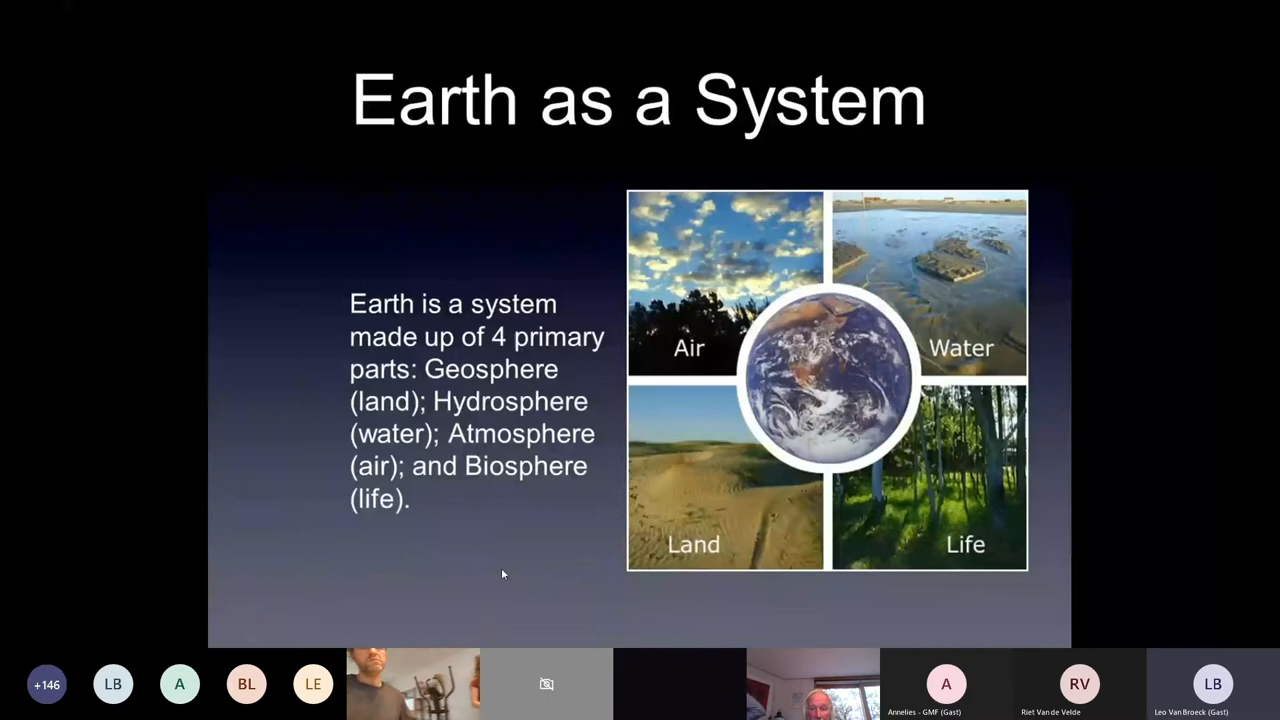 Earth as a System
Earth is a system
made up of 4 primary
parts: Geosphere
(land); Hydrosphere
(water); Atmosphere
(air); and Biosphere
(life).
Air
Water
Land
Life
+146
LB
A
BL
LE
A
RV
LB
Annelies - GMF (Gast)
Riet Van de Velde
Leo Van Broeck (Gast)